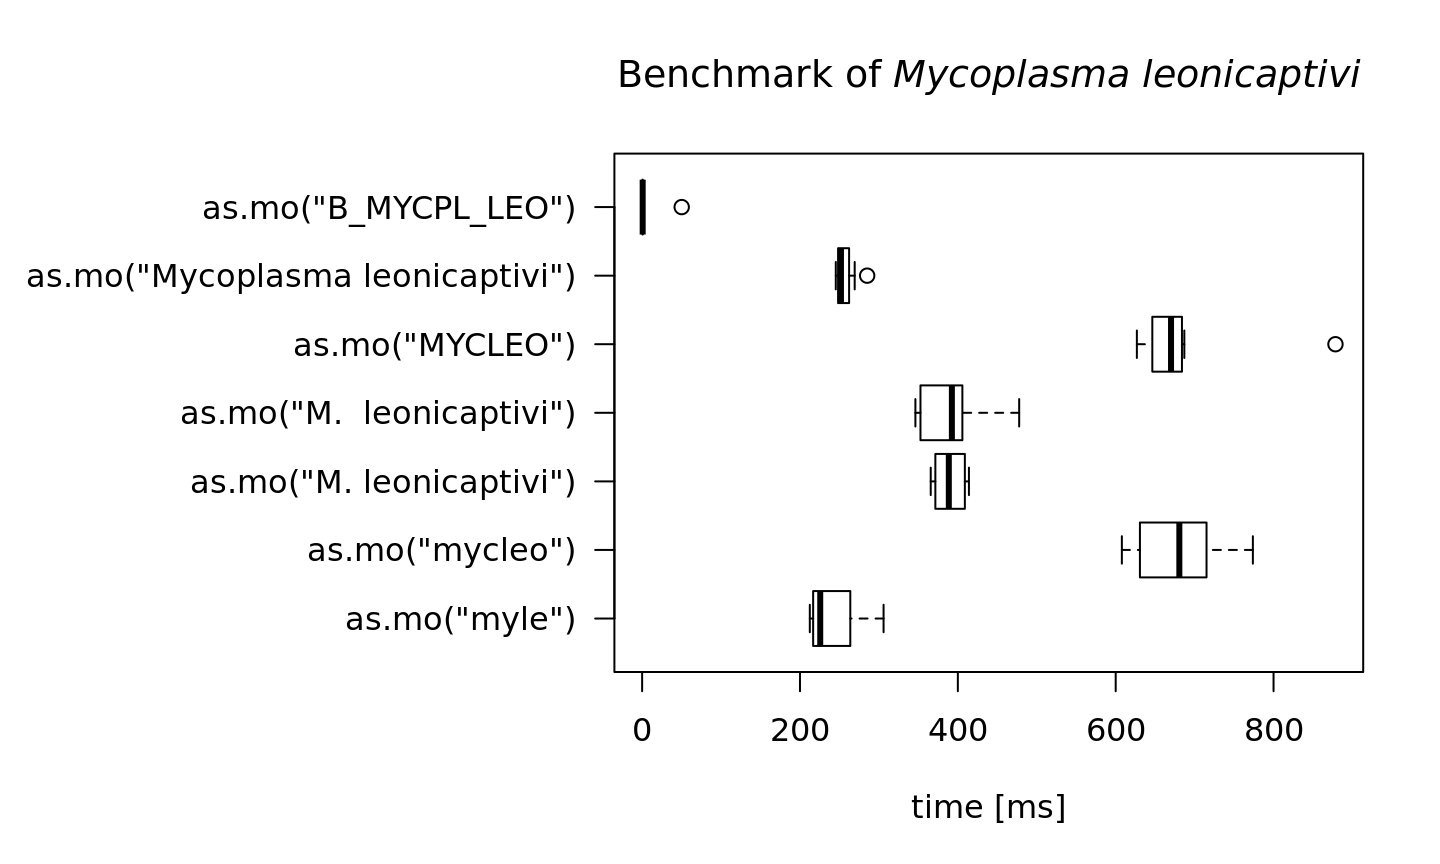 Benchmark of Mycoplasma leonicaptivi
as.mo("B_MYCPL_LEO")
as.mo("Mycoplasma leonicaptivi")
as.mo("MYCLEO")
as.mo("M.  leonicaptivi")
as.mo("M. leonicaptivi")
as.mo("mycleo")
as.mo("myle")
0 200 400 600 800
time [ms]